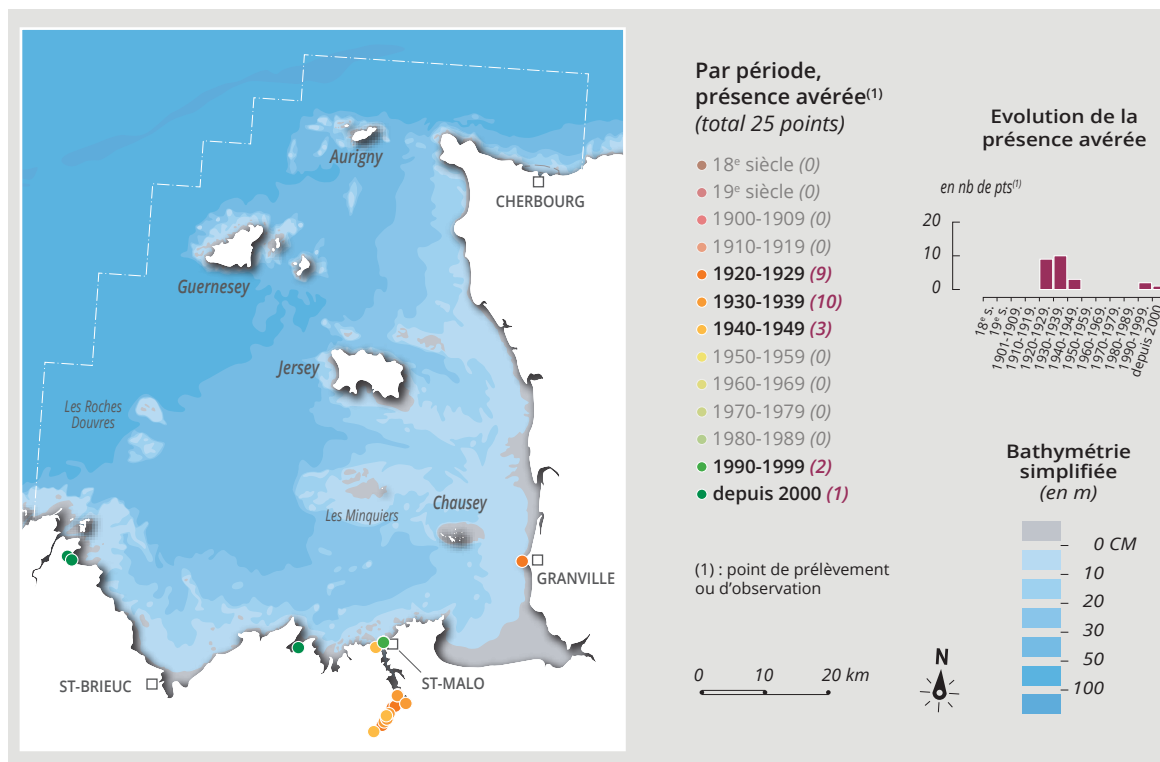 Aurigny
CHERBOURG
Guernesey
Jersey
Les Roches
Douvres
Les Minquiers
Chausey
GRANVILLE
ST-BRIEUC
ST-MALO
Par période,
présence avérée(1)
(total 25 points)
18e siècle (0)
19e siècle (0)
1900-1909 (0)
1910-1919 (0)
1920-1929 (9)
1930-1939 (10)
1940-1949 (3)
1950-1959 (0)
1960-1969 (0)
1970-1979 (0)
1980-1989 (0)
1990-1999 (2)
depuis 2000 (1)
(1) : point de prélèvement
ou d'observation
0 10 20 km
N
Evolution de la
présence avérée
en nb de pts(1)
20
10
0
18e s.
19e s.
1901-1909.
1910-1919.
1920-1929.
1930-1939.
1940-1949.
1950-1959.
1960-1969.
1970-1979.
1980-1989.
1990-1999.
depuis 2000
Bathymétrie
simplifiée
(en m)
0 CM
10
20
30
50
100